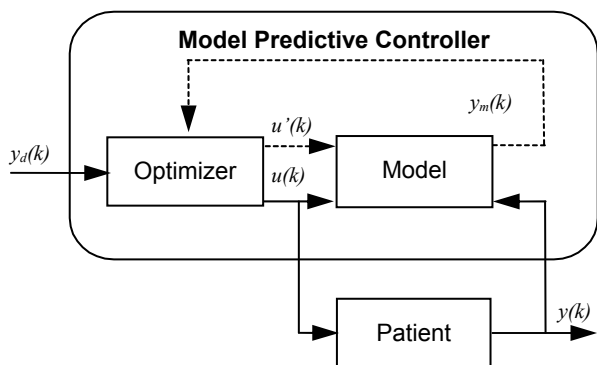 Model Predictive Controller
y_m(k)
u'(k)
y_d(k)
Optimizer
Model
u(k)
y(k)
Patient